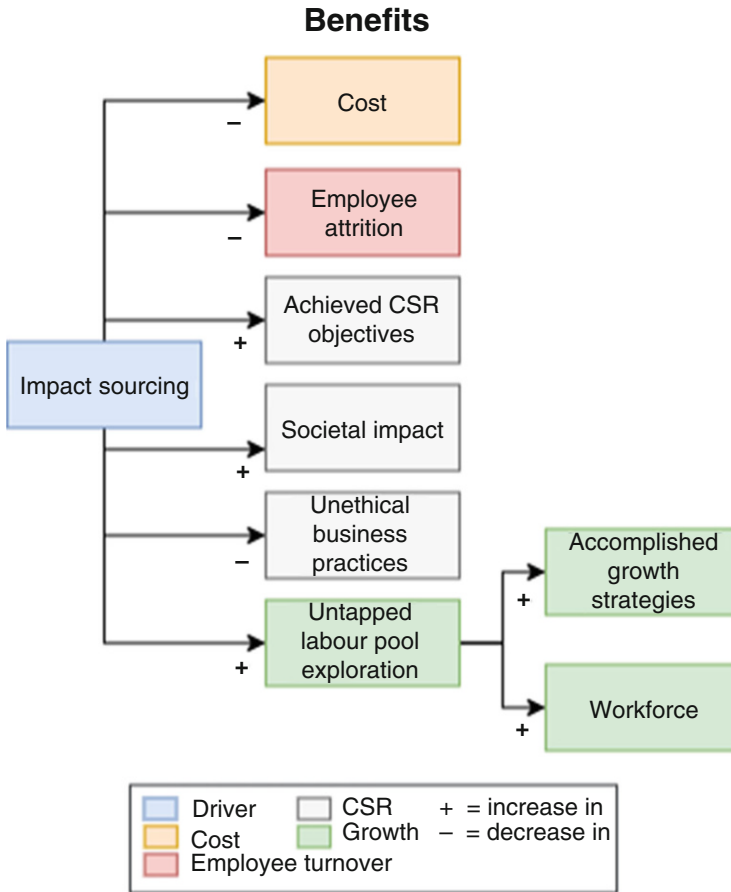 Benefits
Cost
−
Employee
attrition
−
Achieved CSR
objectives
+
Impact sourcing
Societal impact
+
Unethical
business
practices
−
Accomplished
growth
strategies
+
Untapped
labour pool
exploration
+
Workforce
+
Driver
CSR
+ = increase in
Cost
Growth
− = decrease in
Employee turnover